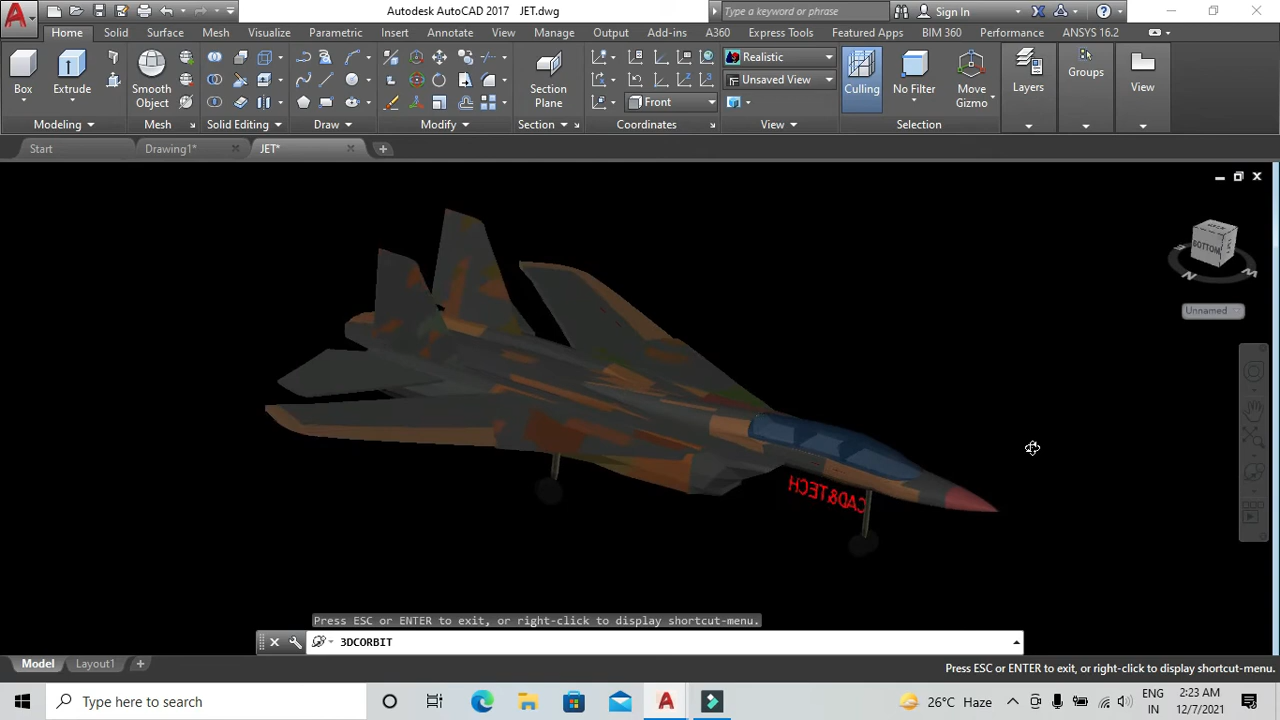 Autodesk AutoCAD 2017 JET.dwg
Type a keyword or phrase
Sign In
Home Solid Surface Mesh Visualize Parametric Insert Annotate View Manage Output Add-ins A360 Express Tools Featured Apps BIM 360 Performance ANSYS 16.2
Realistic
Unsaved View
Front
Box Extrude Smooth Object Section Plane Culling No Filter Move Gizmo Layers Groups View
Modeling Mesh Solid Editing Draw Modify Section Coordinates View Selection
Start Drawing1* JET*
BOTTOM
N
Unnamed
CAD&TECH
Press ESC or ENTER to exit, or right-click to display shortcut-menu.
3DCORBIT
Model Layout1
Press ESC or ENTER to exit, or right-click to display shortcut-menu.
Type here to search
26°C Haze
ENG
IN
2:23 AM
12/7/2021